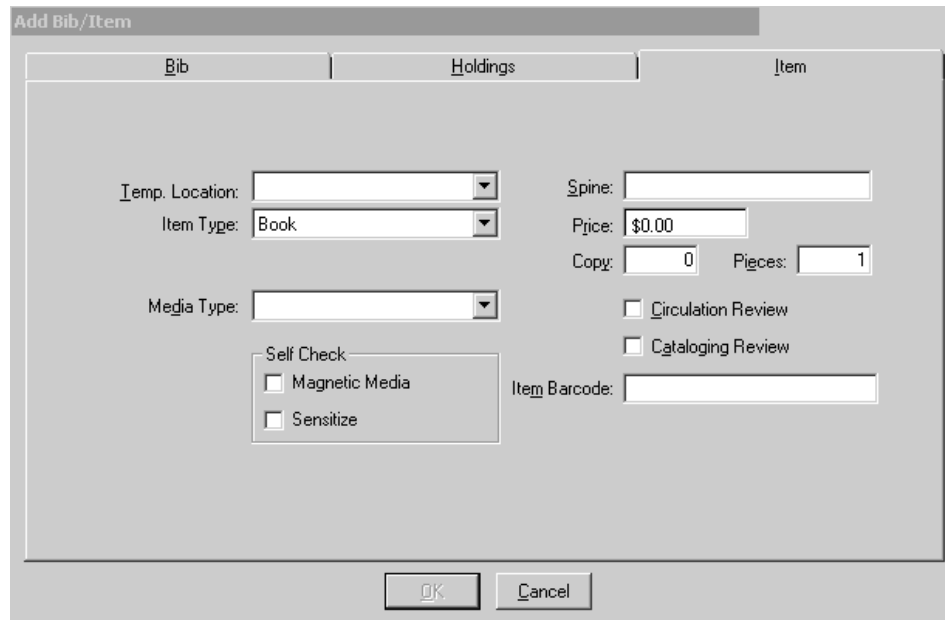 Add Bib/Item
Bib Holdings Item
Temp. Location: Spine:
Item Type: Book Price: $0.00
Copy: 0 Pieces: 1
Media Type: Circulation Review
Cataloging Review
Self Check
Magnetic Media Item Barcode:
Sensitize
OK Cancel